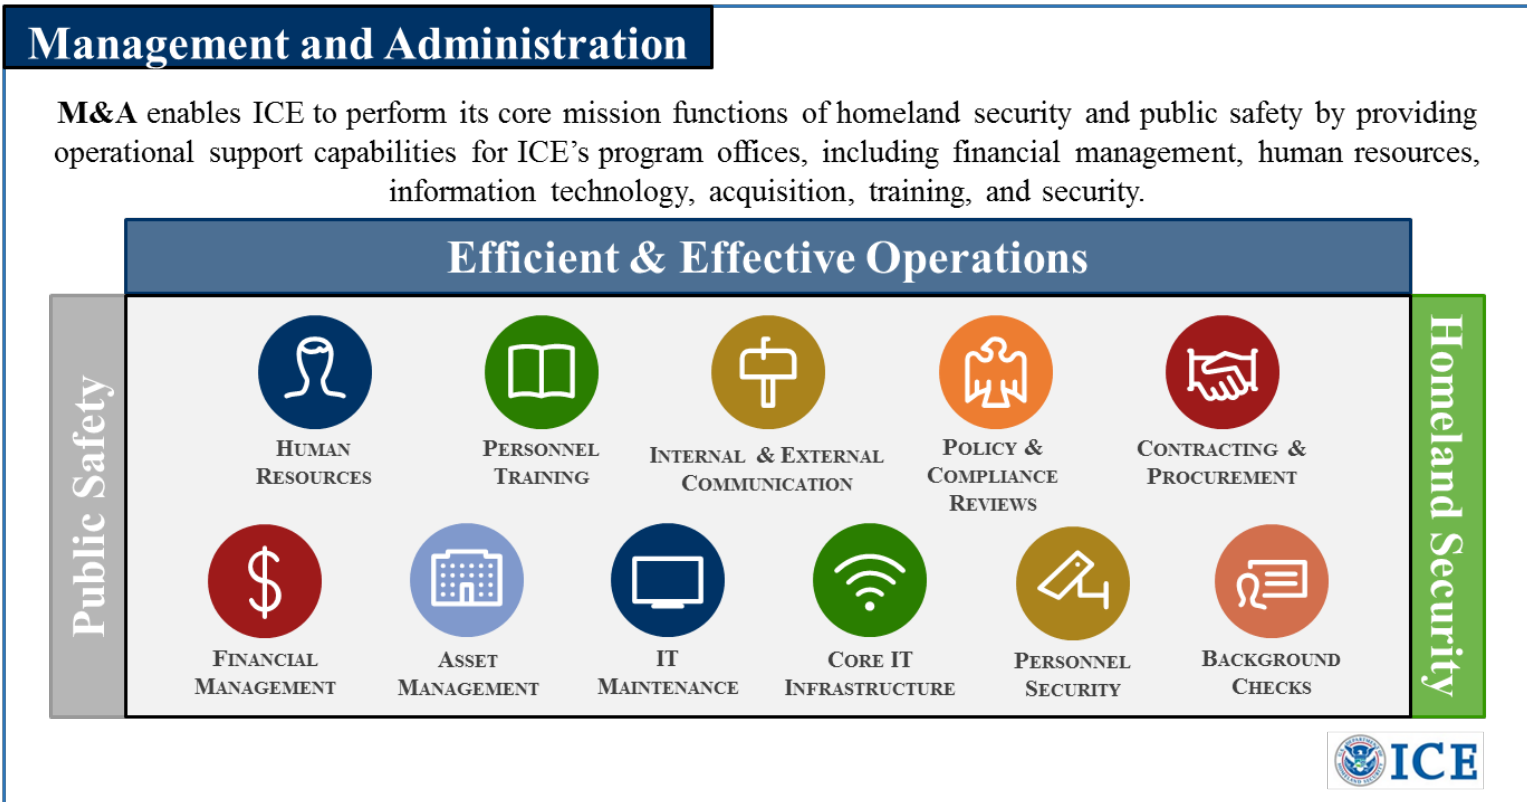 Management and Administration
M&A enables ICE to perform its core mission functions of homeland security and public safety by providing
operational support capabilities for ICE’s program offices, including financial management, human resources,
information technology, acquisition, training, and security.
Efficient & Effective Operations
Public Safety
Homeland Security
HUMAN
RESOURCES
PERSONNEL
TRAINING
INTERNAL & EXTERNAL
COMMUNICATION
POLICY &
COMPLIANCE
REVIEWS
CONTRACTING &
PROCUREMENT
FINANCIAL
MANAGEMENT
ASSET
MANAGEMENT
IT
MAINTENANCE
CORE IT
INFRASTRUCTURE
PERSONNEL
SECURITY
BACKGROUND
CHECKS
ICE